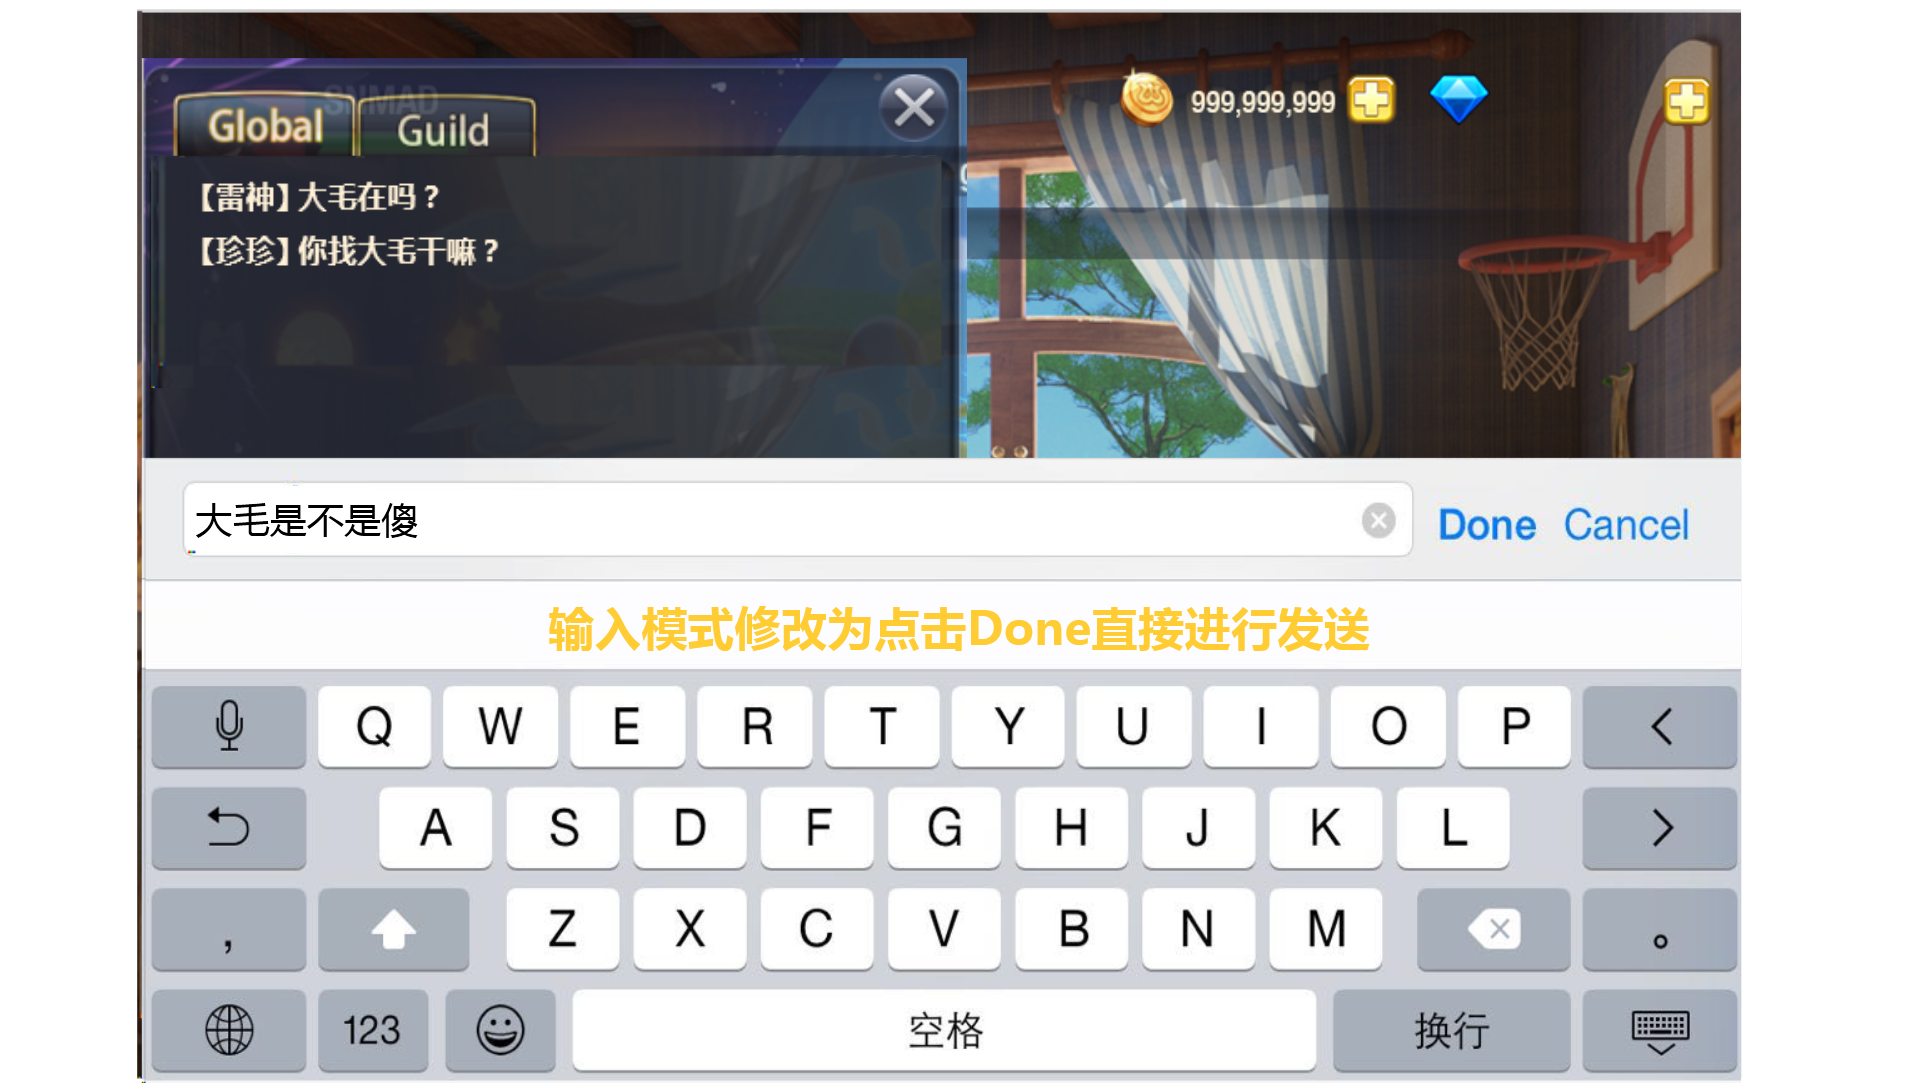 SNMAD
Global
Guild
999,999,999
【雷神】大毛在吗？
【珍珍】你找大毛干嘛？
大毛是不是傻
Done
Cancel
输入模式修改为点击Done直接进行发送
Q W E R T Y U I O P <
A S D F G H J K L >
, Z X C V B N M 。
123 空格 换行